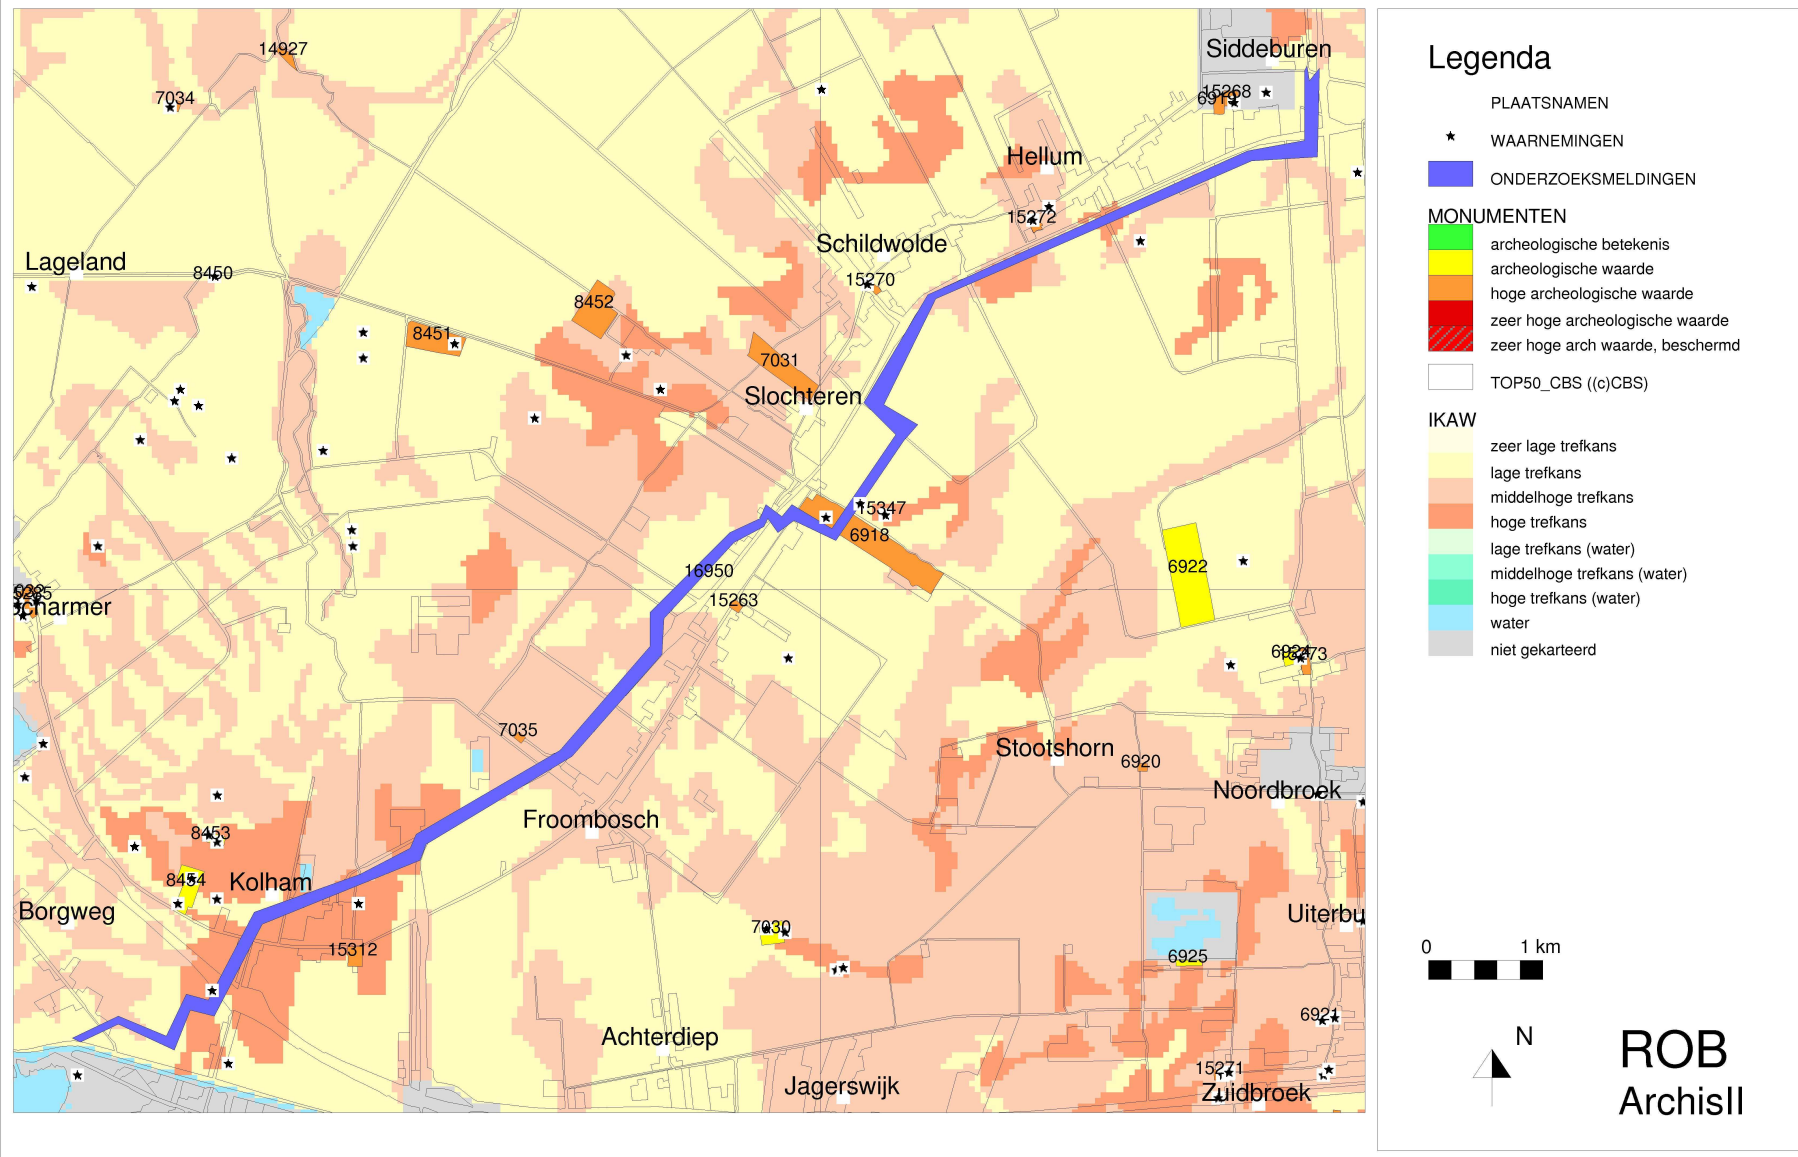 Siddeburen
14927
15268
7034
Hellum
15272
Schildwolde
Lageland
8450
15270
8452
8451
7031
Slochteren
15347
6918
16950
6922
15263
charmer
15273
7035
Stootshorn
6920
Noordbroek
Froombosch
8453
8454
Kolham
Borgweg
Uiterbu
7030
15312
6925
6921
Achterdiep
15271
Jagerswijk
Zuidbroek
Legenda
PLAATSNAMEN
WAARNEMINGEN
ONDERZOEKSMELDINGEN
MONUMENTEN
archeologische betekenis
archeologische waarde
hoge archeologische waarde
zeer hoge archeologische waarde
zeer hoge arch waarde, beschermd
TOP50_CBS ((c)CBS)
IKAW
zeer lage trefkans
lage trefkans
middelhoge trefkans
hoge trefkans
lage trefkans (water)
middelhoge trefkans (water)
hoge trefkans (water)
water
niet gekarteerd
0 1 km
N
ROB
ArchisII